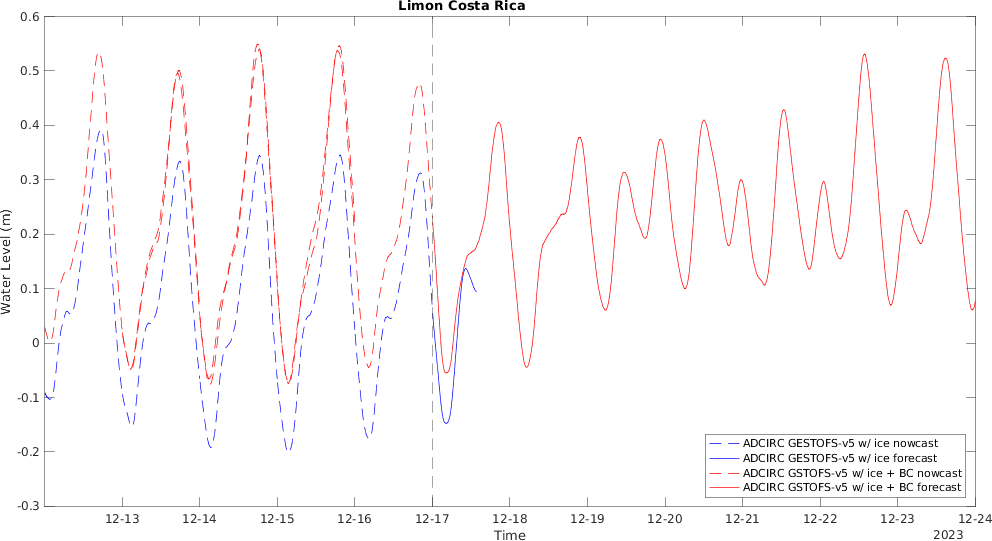 Limon Costa Rica
0.6
0.5
0.4
0.3
0.2
0.1
0
-0.1
-0.2
-0.3
Water Level (m)
ADCIRC GESTOFS-v5 w/ ice nowcast
ADCIRC GESTOFS-v5 w/ ice forecast
ADCIRC GSTOFS-v5 w/ ice + BC nowcast
ADCIRC GSTOFS-v5 w/ ice + BC forecast
12-13 12-14 12-15 12-16 12-17 12-18 12-19 12-20 12-21 12-22 12-23 12-24
Time
2023